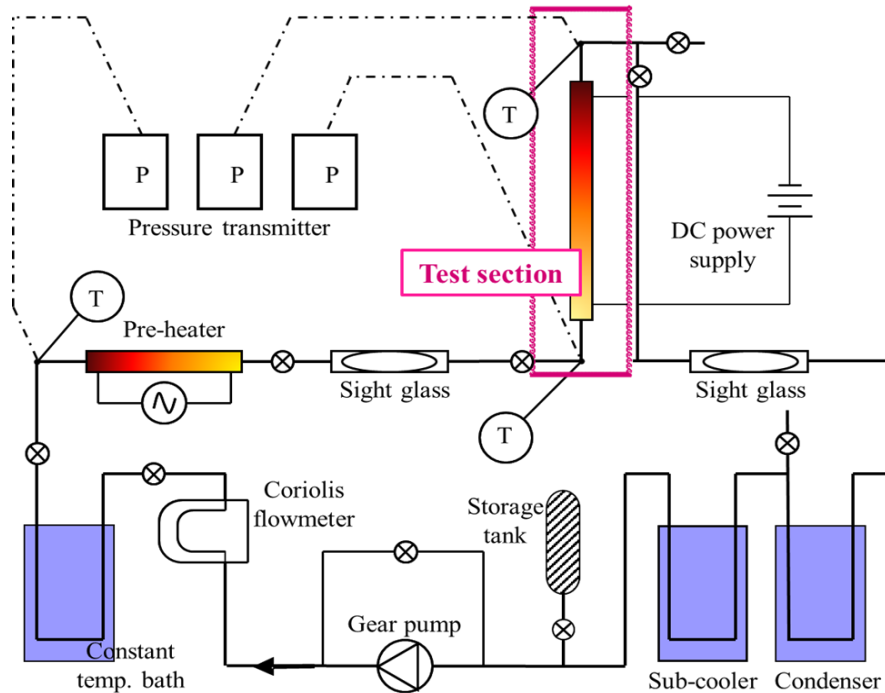 T
P P P
Pressure transmitter
DC power
supply
Test section
T
Pre-heater
Sight glass
Sight glass
T
Coriolis
flowmeter
Storage
tank
Gear pump
Constant
temp. bath
Sub-cooler
Condenser